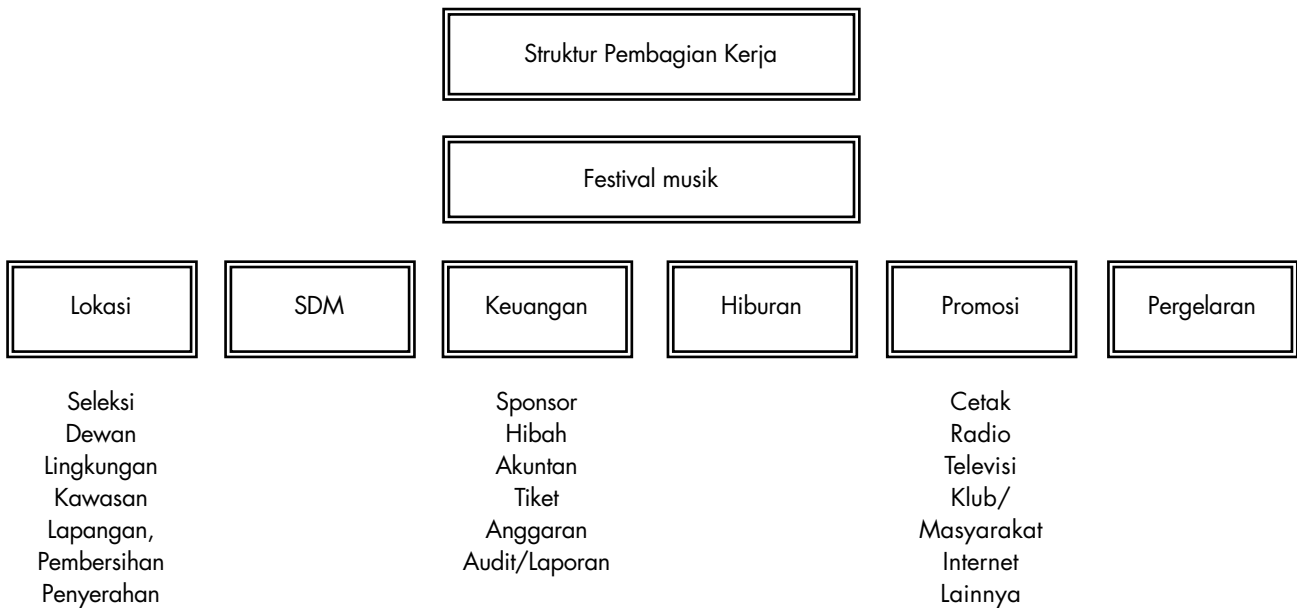 Struktur Pembagian Kerja
Festival musik
Lokasi
SDM
Keuangan
Hiburan
Promosi
Pergelaran
Seleksi
Dewan
Lingkungan
Kawasan
Lapangan,
Pembersihan
Penyerahan
Sponsor
Hibah
Akuntan
Tiket
Anggaran
Audit/Laporan
Cetak
Radio
Televisi
Klub/
Masyarakat
Internet
Lainnya